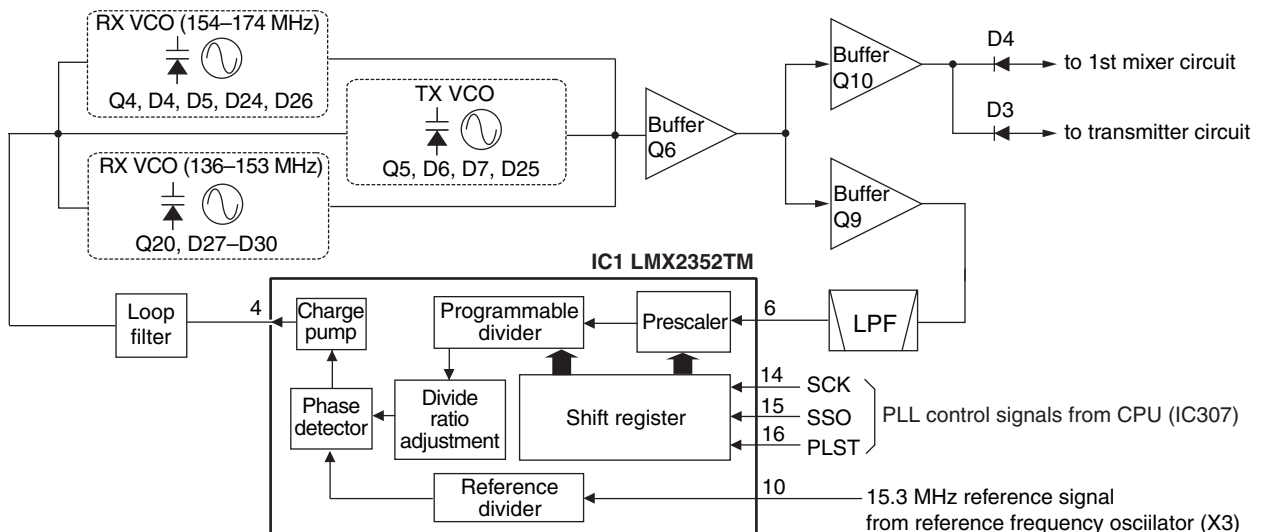 RX VCO (154–174 MHz)
Q4, D4, D5, D24, D26
TX VCO
Q5, D6, D7, D25
RX VCO (136–153 MHz)
Q20, D27–D30
Buffer
Q6
Buffer
Q10
Buffer
Q9
D4
to 1st mixer circuit
D3
to transmitter circuit
IC1 LMX2352TM
Loop
filter
4
Charge
pump
Programmable
divider
Prescaler
6
LPF
Phase
detector
Divide
ratio
adjustment
Shift register
14
SCK
15
SSO
16
PLST
PLL control signals from CPU (IC307)
Reference
divider
10
15.3 MHz reference signal
from reference frequency osciillator (X3)